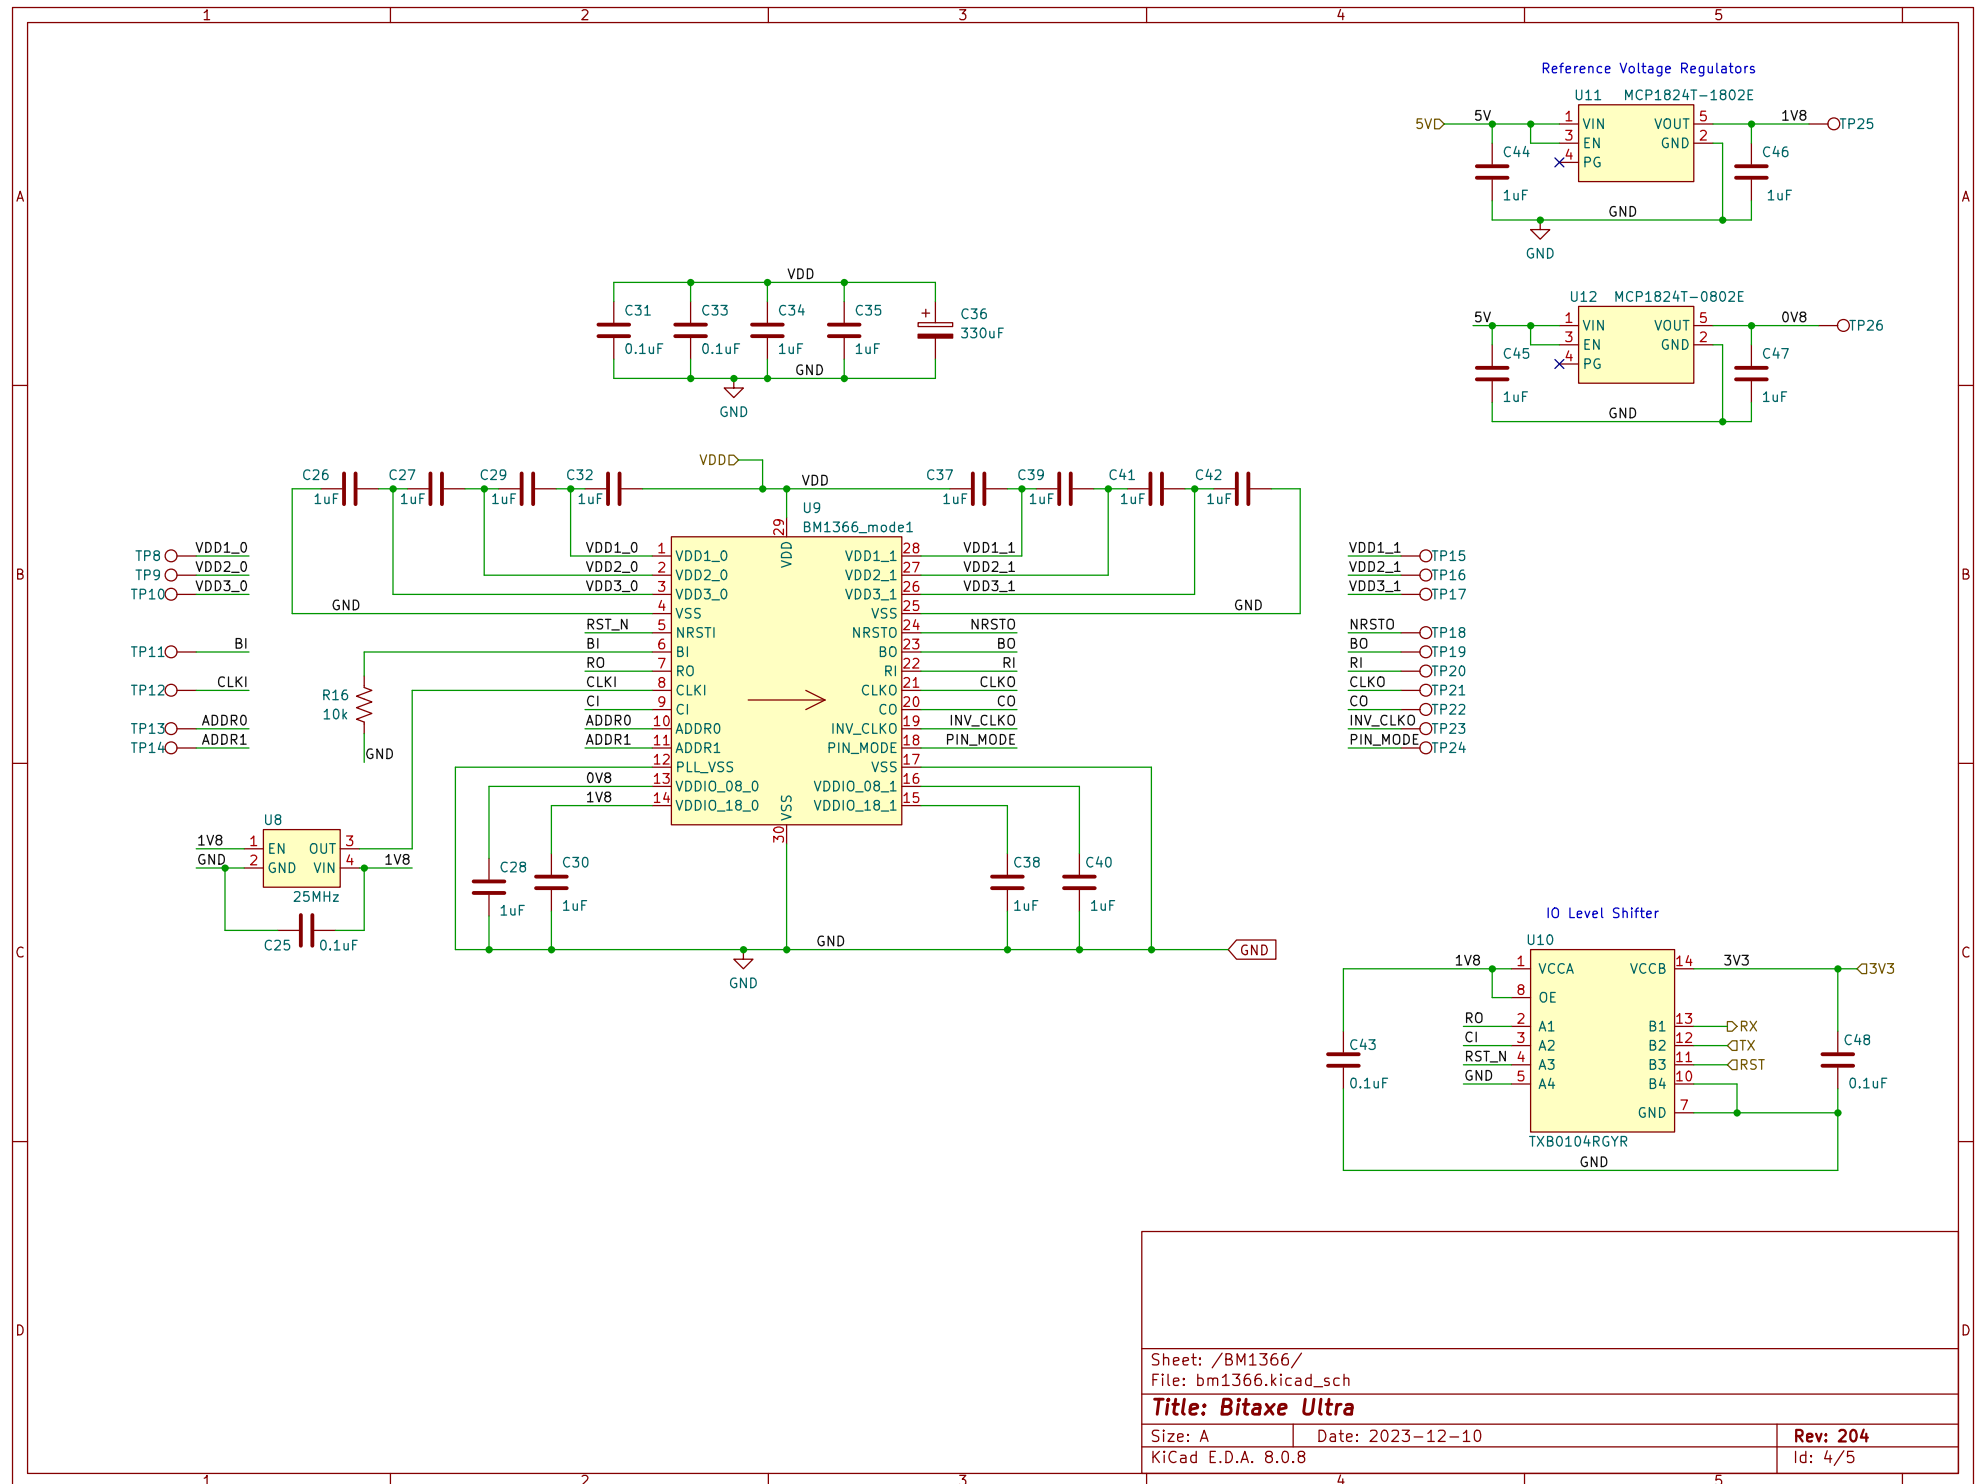 1 2 3 4 5
Reference Voltage Regulators
U11 MCP1824T-1802E
5V 5V 1 VIN VOUT 5 1V8 TP25
3 EN GND 2
4 PG
C44 1uF
C46 1uF
GND
GND
A A
U12 MCP1824T-0802E
5V 1 VIN VOUT 5 0V8 TP26
3 EN GND 2
4 PG
C45 1uF
C47 1uF
GND
VDD
C31 C33 C34 C35 + C36
0.1uF 0.1uF 1uF 1uF 330uF
GND
GND
VDD
C26 C27 C29 C32 VDD C37 C39 C41 C42
1uF 1uF 1uF 1uF 1uF 1uF 1uF 1uF
U9
BM1366_mode1
29 VDD
B B
TP8 VDD1_0
TP9 VDD2_0
TP10 VDD3_0
TP11 BI
TP12 CLKI
TP13 ADDR0
TP14 ADDR1
VDD1_0 1 VDD1_0 VDD1_1 28 VDD1_1
VDD2_0 2 VDD2_0 VDD2_1 27 VDD2_1
VDD3_0 3 VDD3_0 VDD3_1 26 VDD3_1
GND 4 VSS VSS 25 GND
RST_N 5 NRSTI NRSTO 24 NRSTO
BI 6 BI BO 23 BO
RO 7 RO RI 22 RI
CLKI 8 CLKI CLKO 21 CLKO
CI 9 CI CO 20 CO
ADDR0 10 ADDR0 INV_CLKO 19 INV_CLKO
ADDR1 11 ADDR1 PIN_MODE 18 PIN_MODE
12 PLL_VSS VSS 17
0V8 13 VDDIO_08_0 VDDIO_08_1 16
1V8 14 VDDIO_18_0 VDDIO_18_1 15
VSS 30
VDD1_1 TP15
VDD2_1 TP16
VDD3_1 TP17
NRSTO TP18
BO TP19
RI TP20
CLKO TP21
CO TP22
INV_CLKO TP23
PIN_MODE TP24
R16
10k
GND
U8
1V8 1 EN OUT 3
GND 2 GND VIN 4 1V8
25MHz
C25 0.1uF
C28 C30 C38 C40
1uF 1uF 1uF 1uF
GND GND
GND
C C
IO Level Shifter
U10
1V8 1 VCCA VCCB 14 3V3 3V3
8 OE
RO 2 A1 B1 13 RX
CI 3 A2 B2 12 TX
RST_N 4 A3 B3 11 RST
GND 5 A4 B4 10
GND 7
TXB0104RGYR
C43 0.1uF
C48 0.1uF
GND
D D
Sheet: /BM1366/
File: bm1366.kicad_sch
Title: Bitaxe Ultra
Size: A Date: 2023-12-10 Rev: 204
KiCad E.D.A. 8.0.8 Id: 4/5
1 2 3 4 5